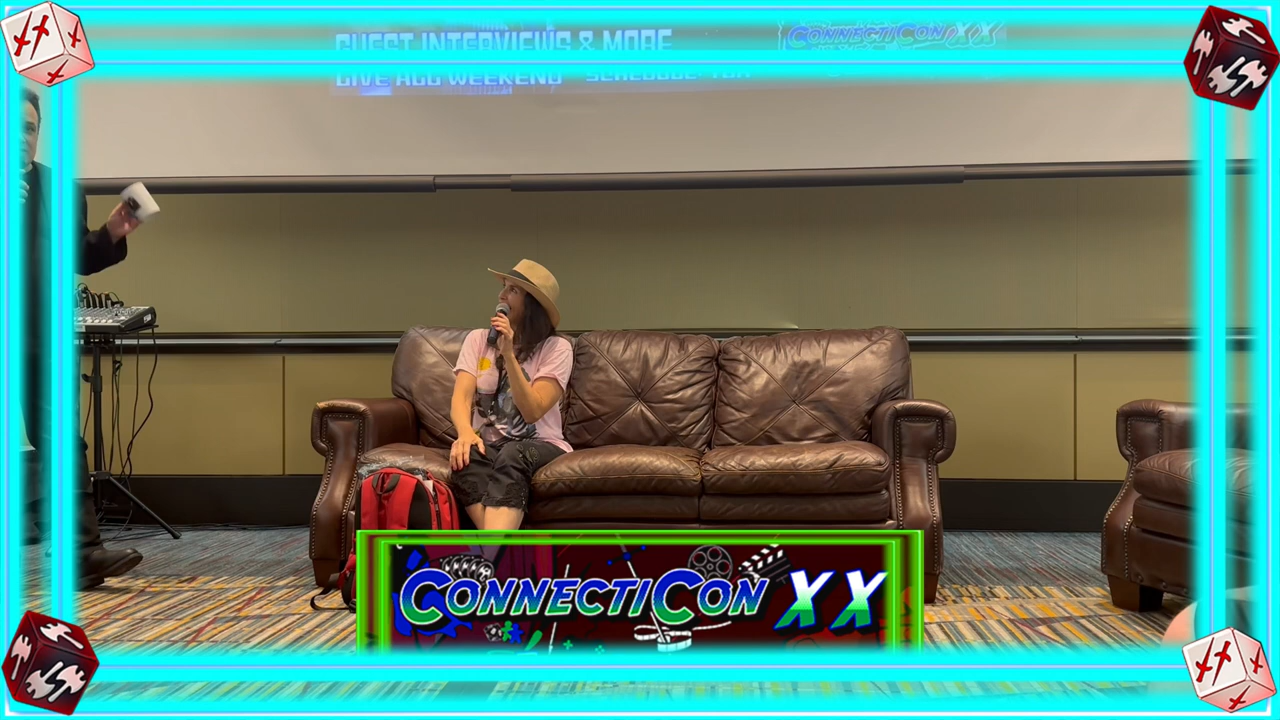 GUEST INTERVIEWS & MORE
CONNECTICON XX
LIVE ALL WEEKEND
CONNECTICON XX